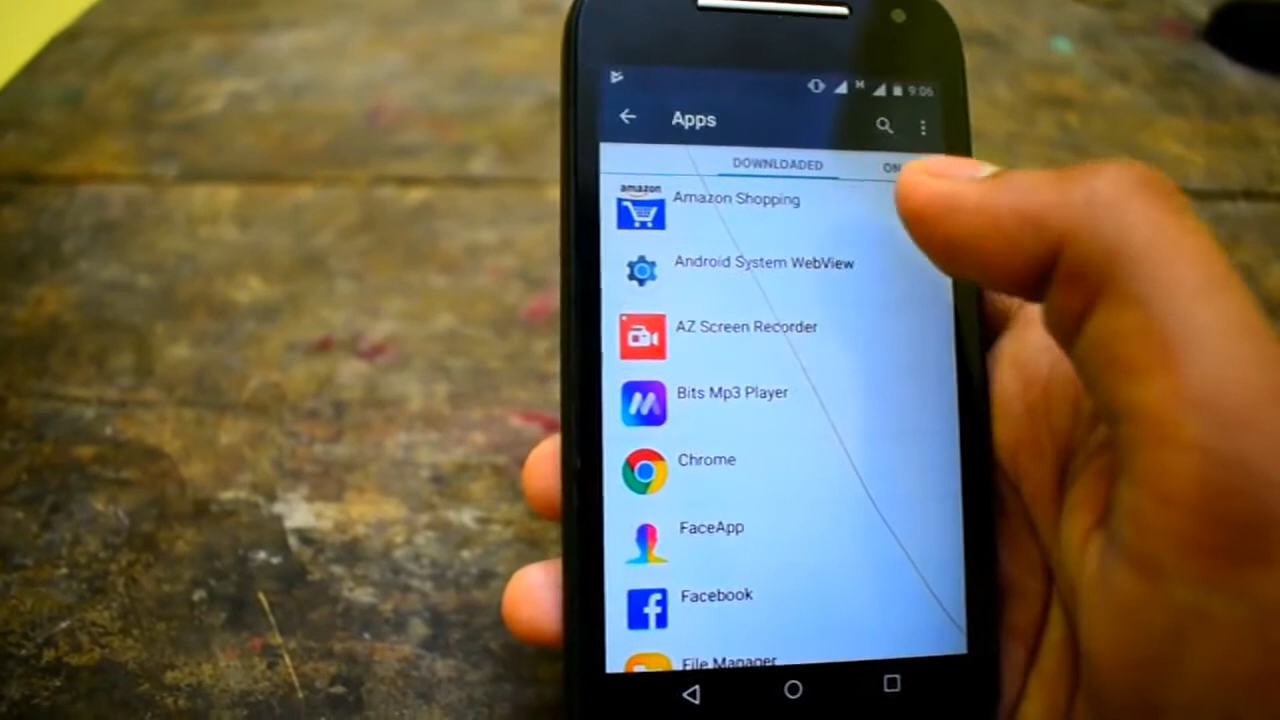 M 9:06
Apps
DOWNLOADED ON
amazon
Amazon Shopping
Android System WebView
AZ Screen Recorder
Bits Mp3 Player
Chrome
FaceApp
Facebook
File Manager